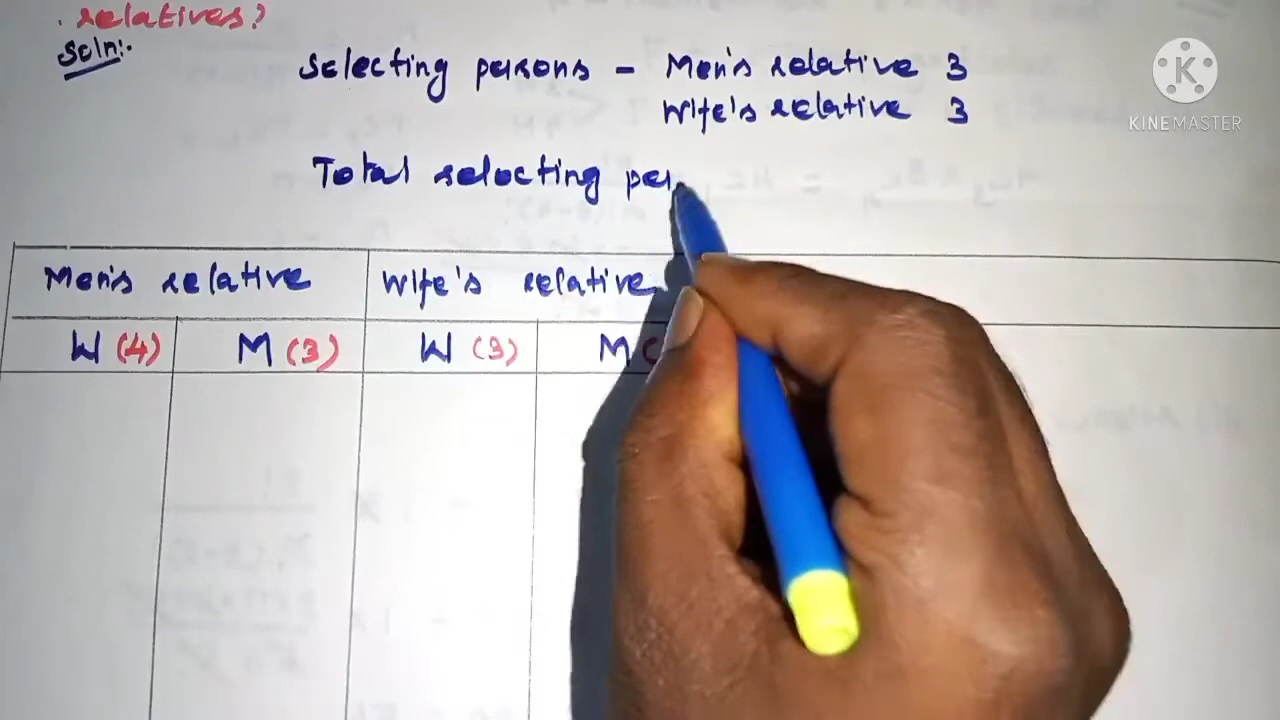 relatives?
Soln:-
Selecting persons - Men's relative 3
Wife's relative 3
Total selecting per
Men's relative Wife's relative
W (4) M (3) W (3) M (
KINEMASTER